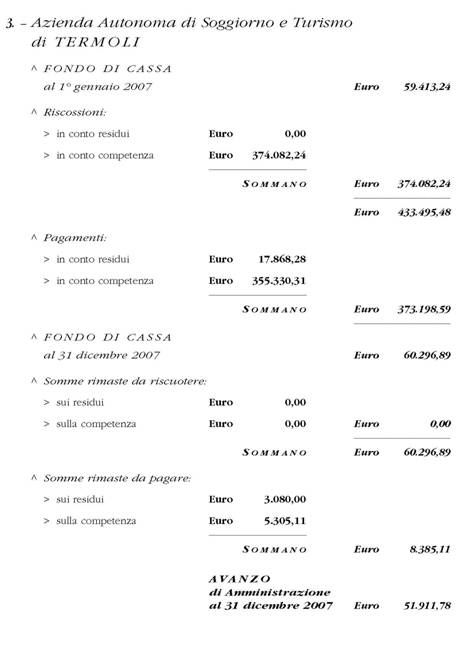 3. – Azienda Autonoma di Soggiorno e Turismo
di TERMOLI
^ FONDO DI CASSA
al 1° gennaio 2007 Euro 59.413,24
^ Riscossioni:
> in conto residui Euro 0,00
> in conto competenza Euro 374.082,24
SOMMANO Euro 374.082,24
Euro 433.495,48
^ Pagamenti:
> in conto residui Euro 17.868,28
> in conto competenza Euro 355.330,31
SOMMANO Euro 373.198,59
^ FONDO DI CASSA
al 31 dicembre 2007 Euro 60.296,89
^ Somme rimaste da riscuotere:
> sui residui Euro 0,00
> sulla competenza Euro 0,00 Euro 0,00
SOMMANO Euro 60.296,89
^ Somme rimaste da pagare:
> sui residui Euro 3.080,00
> sulla competenza Euro 5.305,11
SOMMANO Euro 8.385,11
AVANZO
di Amministrazione
al 31 dicembre 2007 Euro 51.911,78